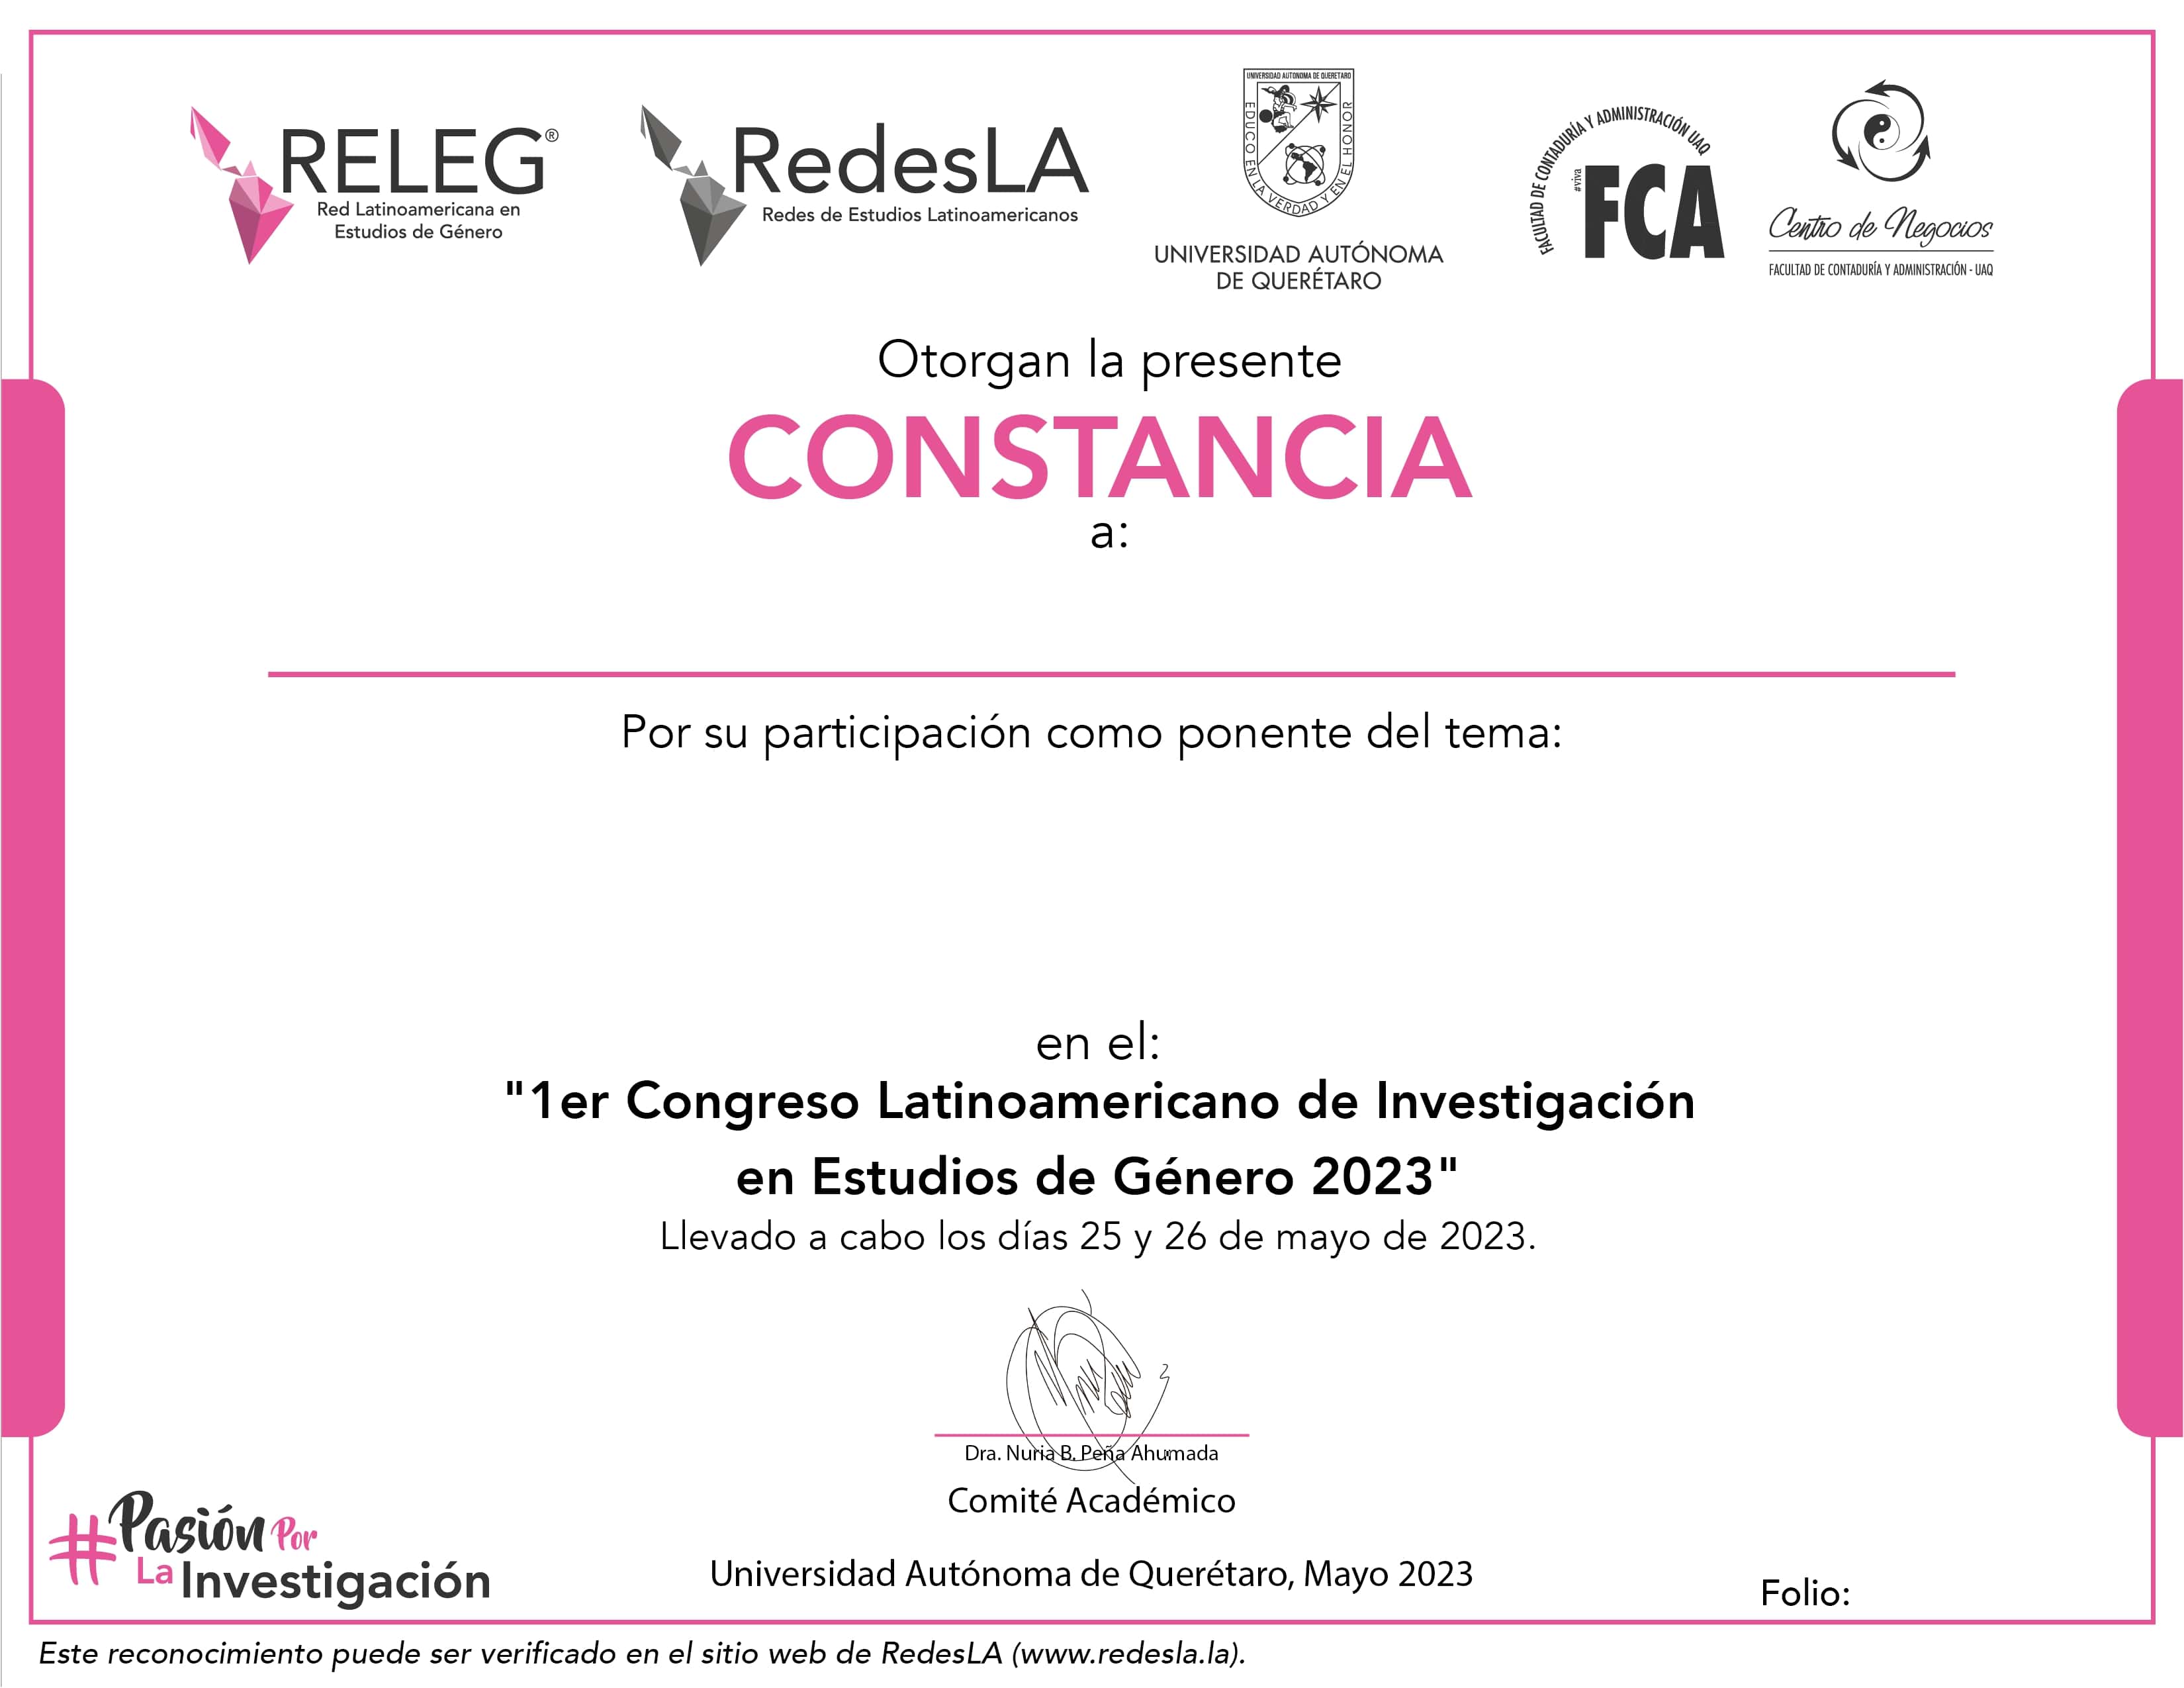 RELEG®
Red Latinoamericana en
Estudios de Género
RedesLA
Redes de Estudios Latinoamericanos
UNIVERSIDAD AUTONOMA DE QUERETARO
EDUCO EN LA VERDAD Y EN EL HONOR
UNIVERSIDAD AUTÓNOMA
DE QUERÉTARO
FACULTAD DE CONTADURÍA Y ADMINISTRACIÓN UAQ
#viva
FCA
Centro de Negocios
FACULTAD DE CONTADURÍA Y ADMINISTRACIÓN - UAQ
Otorgan la presente
CONSTANCIA
a:
Por su participación como ponente del tema:
en el:
"1er Congreso Latinoamericano de Investigación
en Estudios de Género 2023"
Llevado a cabo los días 25 y 26 de mayo de 2023.
Dra. Nuria B. Peña Ahumada
Comité Académico
#Pasión Por
La Investigación
Universidad Autónoma de Querétaro, Mayo 2023
Folio:
Este reconocimiento puede ser verificado en el sitio web de RedesLA (www.redesla.la).